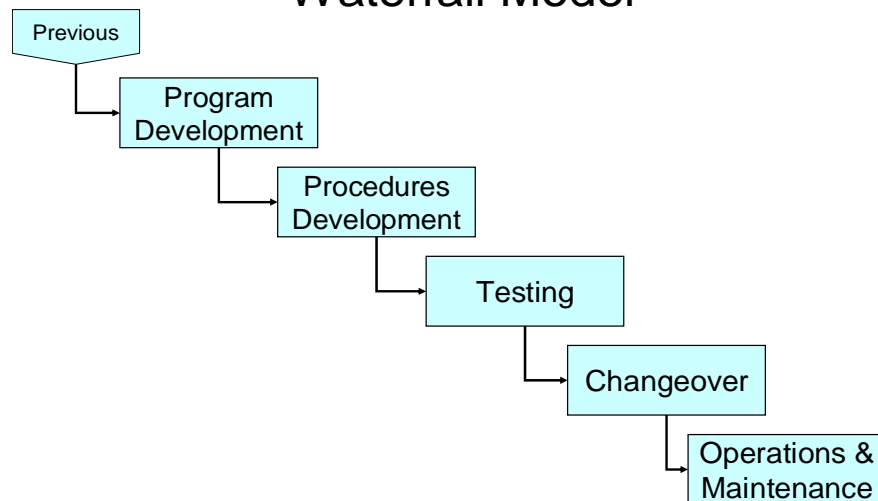 Waterfall Model
Previous
Program
Development
Procedures
Development
Testing
Changeover
Operations &
Maintenance